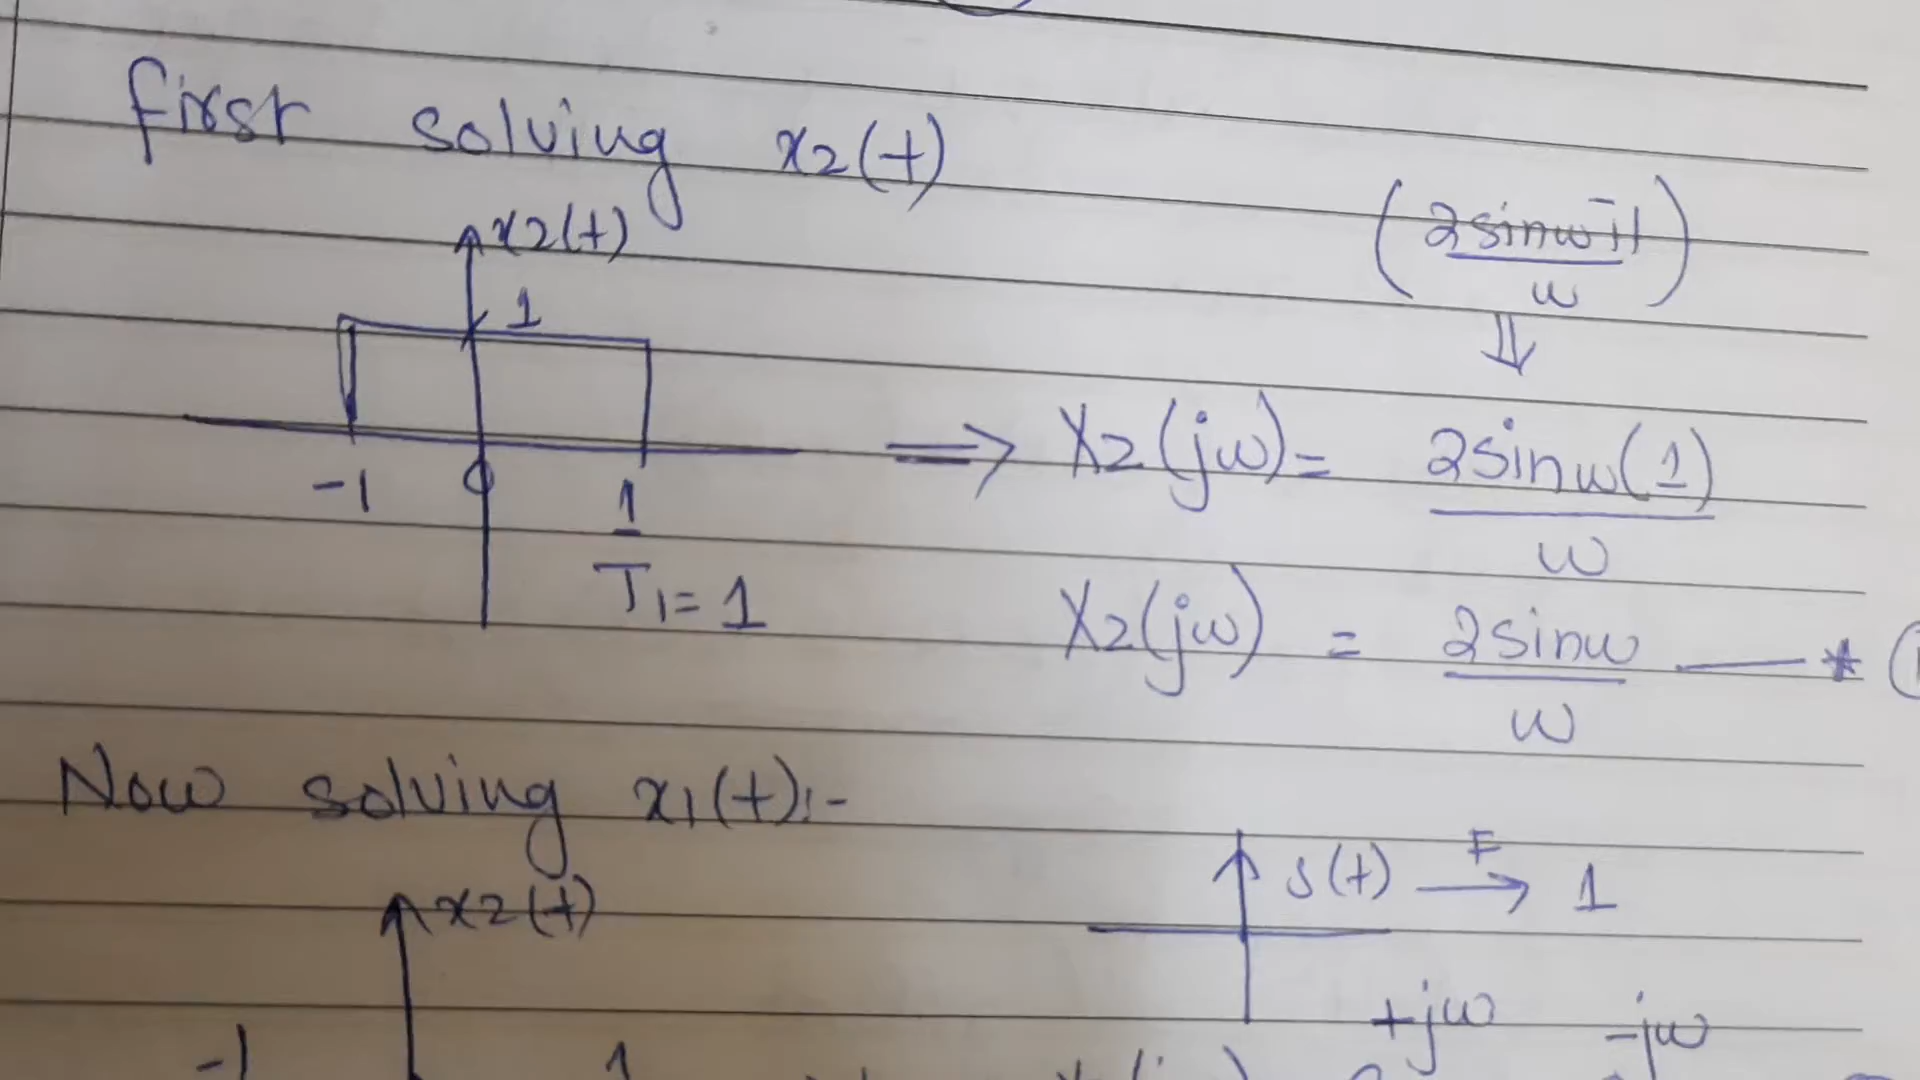 first solving x2(t)
(2sinωT1/ω)
⇓
x2(t)
1
-1 0 1
T1=1
⇒ X2(jω)= 2sinω(1)/ω
X2(jω) = 2sinω/ω —* 
Now solving x1(t):-
δ(t) F→ 1
x2(t)
+jω -jω
-1 1